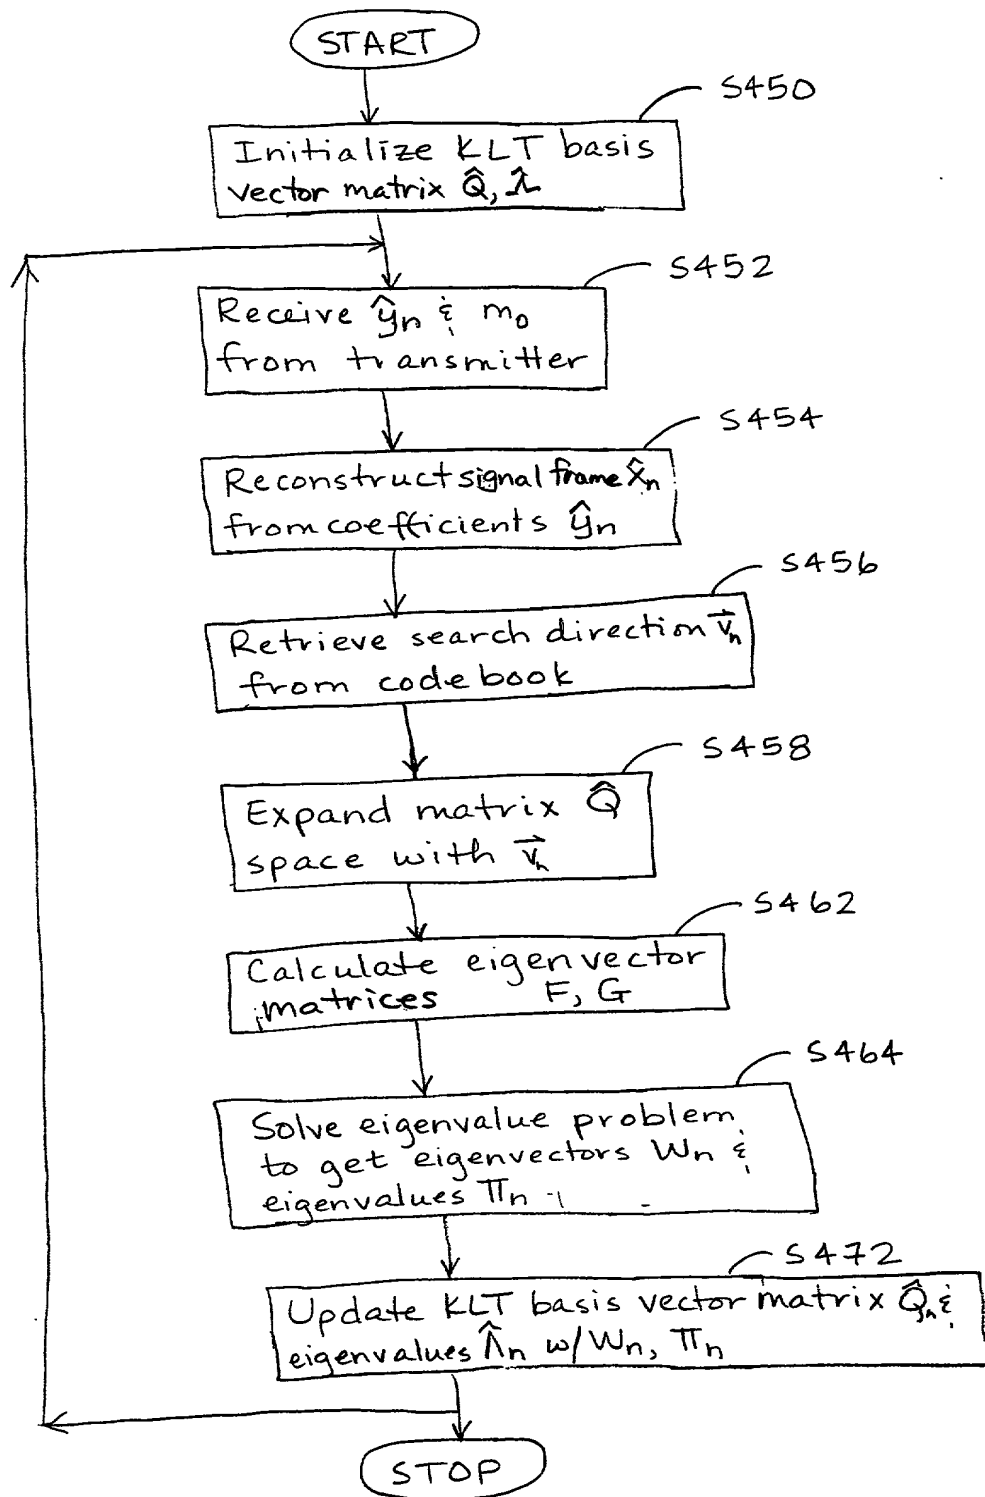 START
S450
Initialize KLT basis
vector matrix Q̂, λ̂
S452
Receive ŷn & m0
from transmitter
S454
Reconstruct signal frame x̂n
from coefficients ŷn
S456
Retrieve search direction v⃗n
from codebook
S458
Expand matrix Q̂
space with v⃗n
S462
Calculate eigenvector
matrices F, G
S464
Solve eigenvalue problem
to get eigenvectors Wn &
eigenvalues Πn
S472
Update KLT basis vector matrix Q̂n &
eigenvalues Λ̂n w/Wn, Πn
STOP